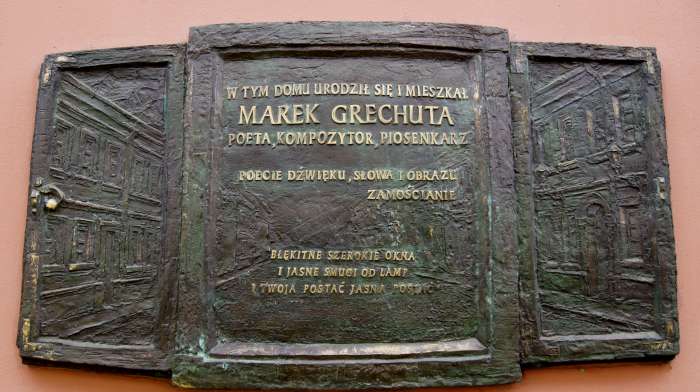 W TYM DOMU URODZIŁ SIĘ I MIESZKAŁ
MAREK GRECHUTA
POETA, KOMPOZYTOR, PIOSENKARZ
POECIE DŹWIĘKU, SŁOWA I OBRAZU
ZAMOŚCIANIE
BŁĘKITNE SZEROKIE OKNA
I JASNE SMUGI OD LAMP
I TWOJA POSTAĆ JASNA POSTAĆ